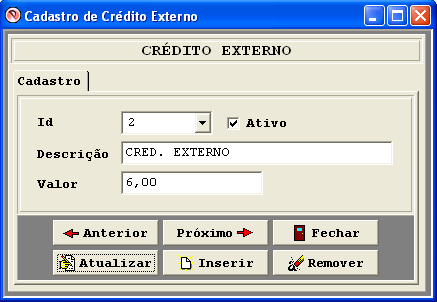 Cadastro de Crédito Externo
CRÉDITO EXTERNO
Cadastro
Id 2 Ativo
Descrição CRED. EXTERNO
Valor 6,00
Anterior Próximo Fechar
Atualizar Inserir Remover